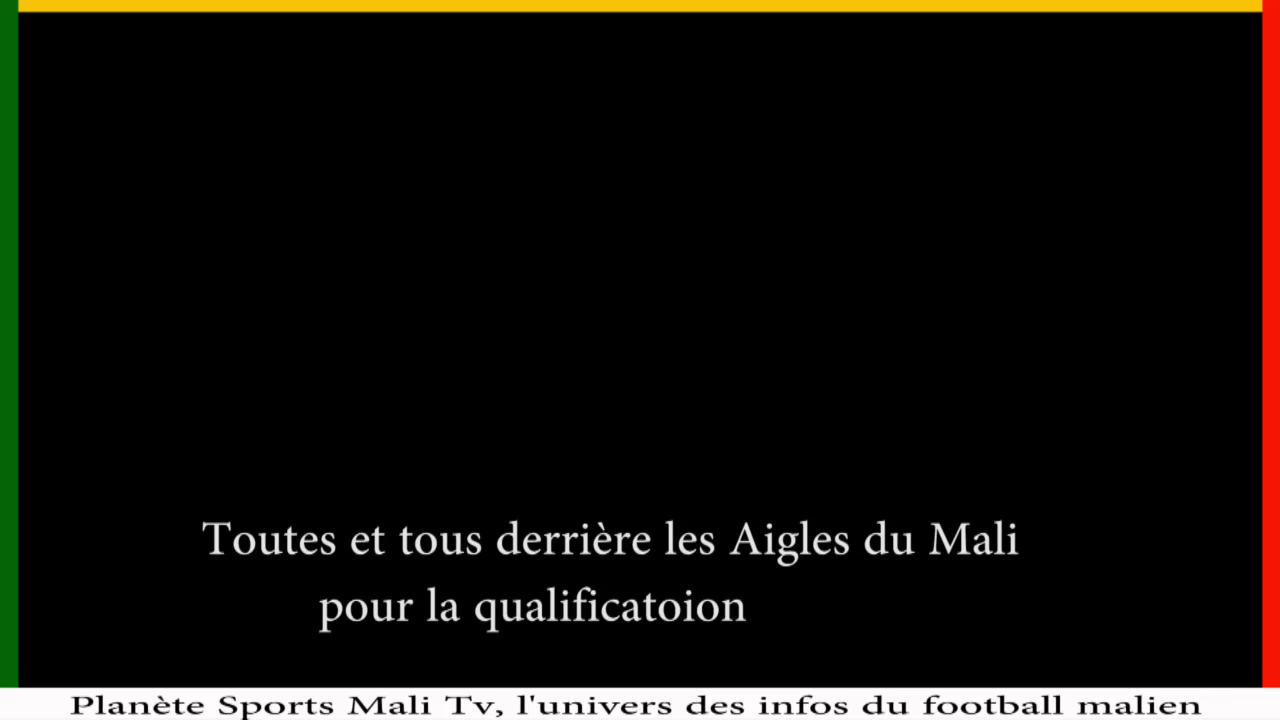 Toutes et tous derrière les Aigles du Mali
pour la qualificatoion
Planète Sports Mali Tv, l'univers des infos du football malien